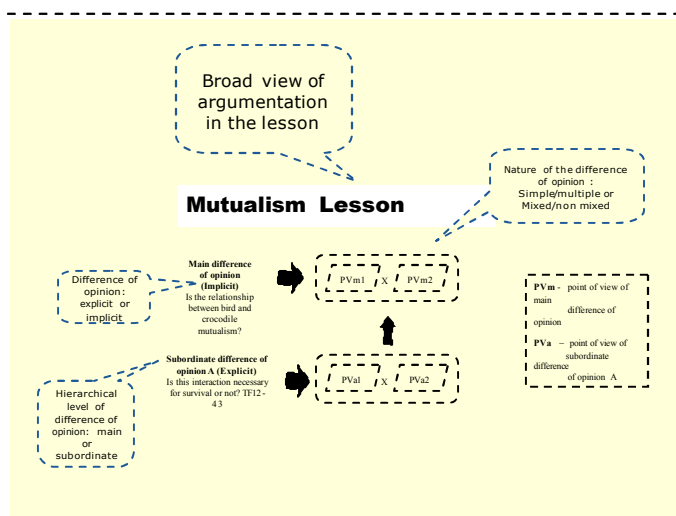 Broad view of
argumentation
in the lesson
Nature of the difference
of opinion :
Simple/multiple or
Mixed/non mixed
Mutualism Lesson
Difference of
opinion:
explicit or
implicit
Main difference
of opinion
(Implicit)
Is the relationship
between bird and
crocodile
mutualism?
PVm1 X PVm2
PVm - point of view of
main
difference of
opinion
PVa – point of view of
subordinate
difference
of opinion A
Subordinate difference of
opinion A (Explicit)
Is this interaction necessary
for survival or not? TF12-
43
PVa1 X PVa2
Hierarchical
level of
difference of
opinion: main
or
subordinate